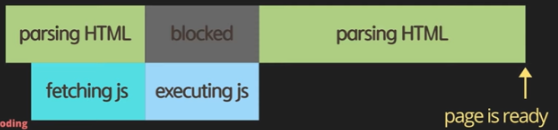 parsing HTML blocked parsing HTML
fetching js executing js
page is ready
oding